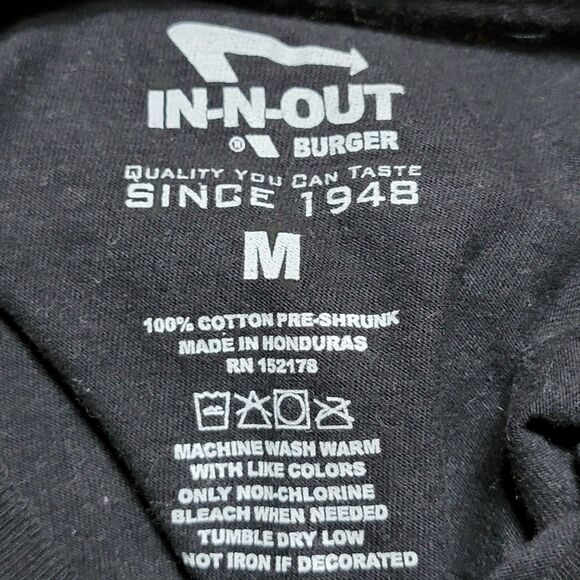 IN-N-OUT
® BURGER
QUALITY YOU CAN TASTE
SINCE 1948
M
100% COTTON PRE-SHRUNK
MADE IN HONDURAS
RN 152178
MACHINE WASH WARM
WITH LIKE COLORS
ONLY NON-CHLORINE
BLEACH WHEN NEEDED
TUMBLE DRY LOW
NOT IRON IF DECORATED